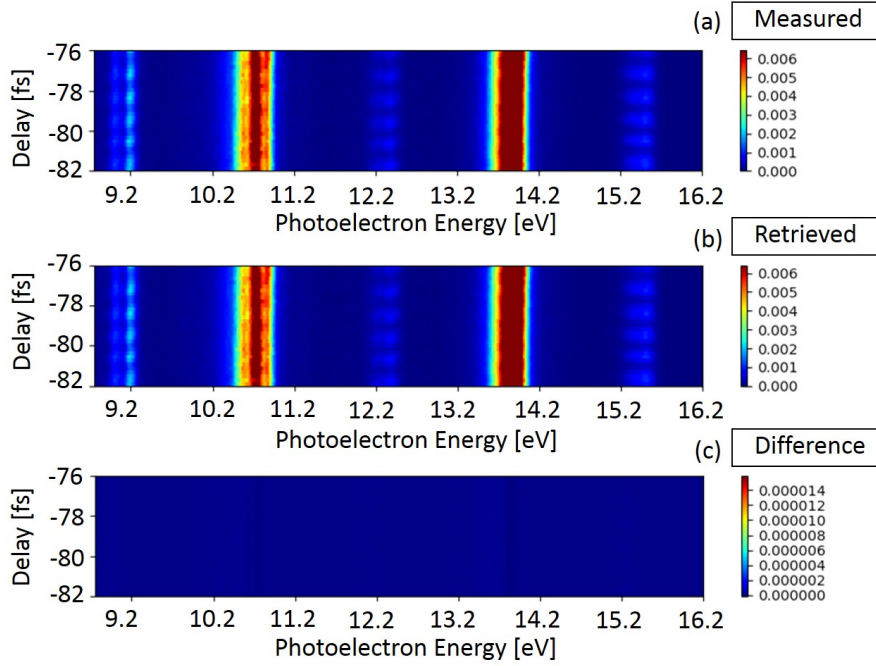 (a) Measured
Delay [fs]
-76
-78
-80
-82
9.2 10.2 11.2 12.2 13.2 14.2 15.2 16.2
Photoelectron Energy [eV]
0.006
0.005
0.004
0.003
0.002
0.001
0.000
(b) Retrieved
Delay [fs]
-76
-78
-80
-82
9.2 10.2 11.2 12.2 13.2 14.2 15.2 16.2
Photoelectron Energy [eV]
0.006
0.005
0.004
0.003
0.002
0.001
0.000
(c) Difference
Delay [fs]
-76
-78
-80
-82
9.2 10.2 11.2 12.2 13.2 14.2 15.2 16.2
Photoelectron Energy [eV]
0.000014
0.000012
0.000010
0.000008
0.000006
0.000004
0.000002
0.000000